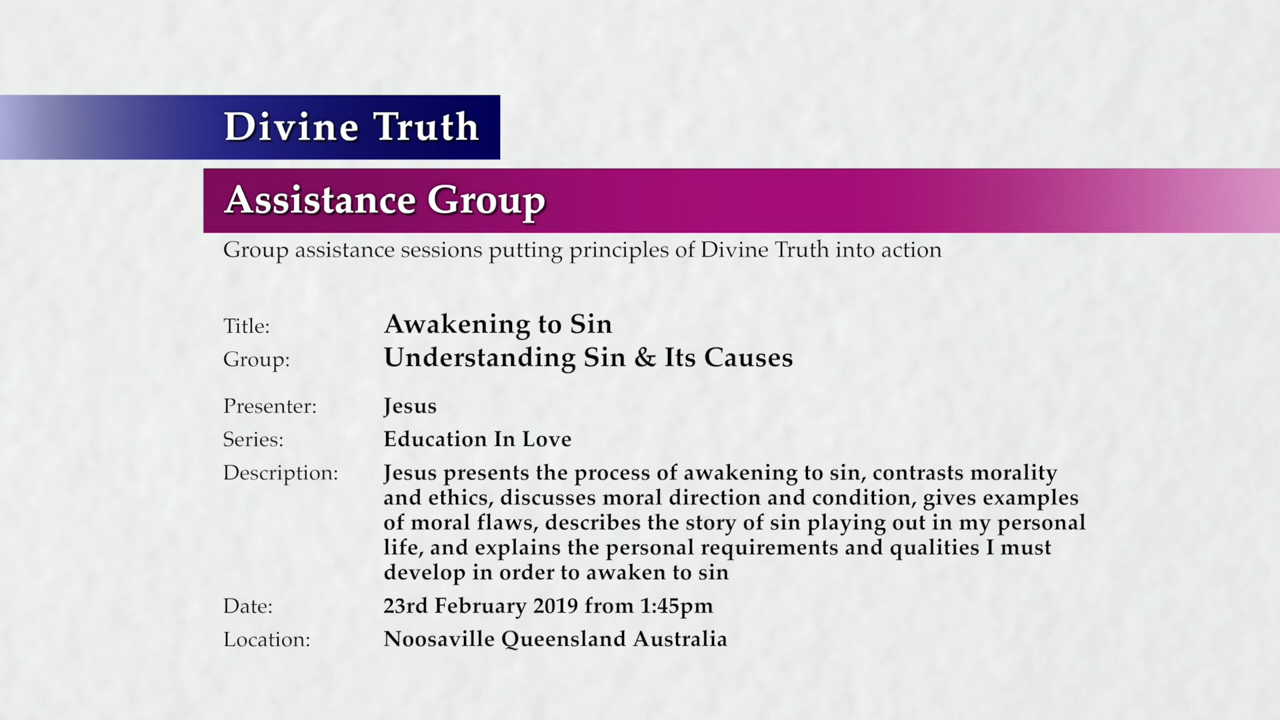 Divine Truth
Assistance Group
Group assistance sessions putting principles of Divine Truth into action
Title: Awakening to Sin
Group: Understanding Sin & Its Causes
Presenter: Jesus
Series: Education In Love
Description: Jesus presents the process of awakening to sin, contrasts morality
and ethics, discusses moral direction and condition, gives examples
of moral flaws, describes the story of sin playing out in my personal
life, and explains the personal requirements and qualities I must
develop in order to awaken to sin
Date: 23rd February 2019 from 1:45pm
Location: Noosaville Queensland Australia